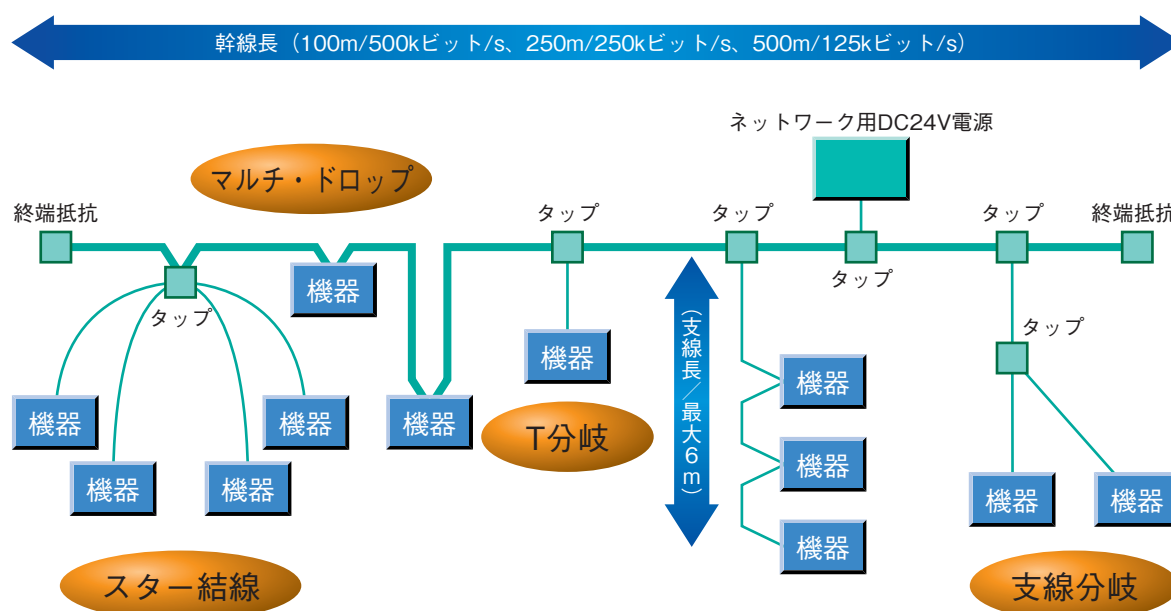 幹線長（100m/500kビット/s、250m/250kビット/s、500m/125kビット/s）
ネットワーク用DC24V電源
マルチ・ドロップ
終端抵抗
タップ
タップ
タップ
終端抵抗
タップ
機器
タップ
タップ
機器
機器
機器
機器
機器
機器
T分岐
（支線長／最大6m）
機器
機器
機器
機器
機器
機器
スター結線
支線分岐